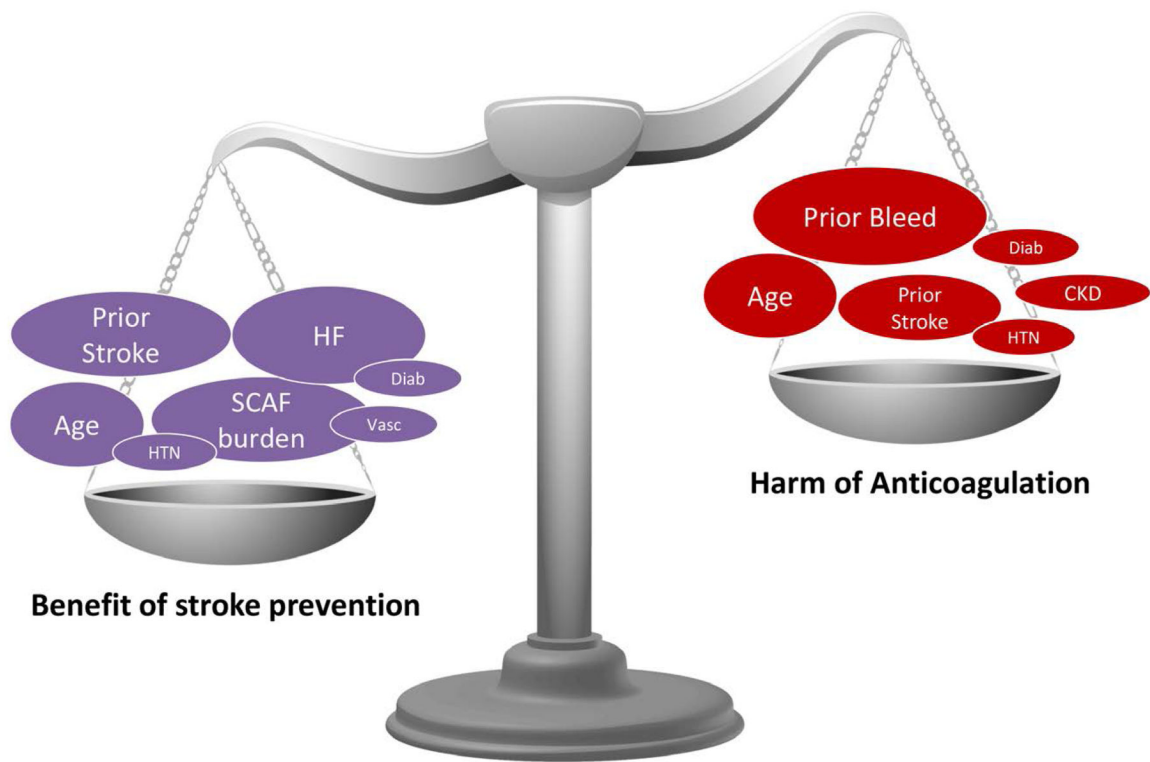 Prior
Stroke
HF
Diab
Age
SCAF
burden
Vasc
HTN
Benefit of stroke prevention
Prior Bleed
Diab
Age
Prior
Stroke
CKD
HTN
Harm of Anticoagulation